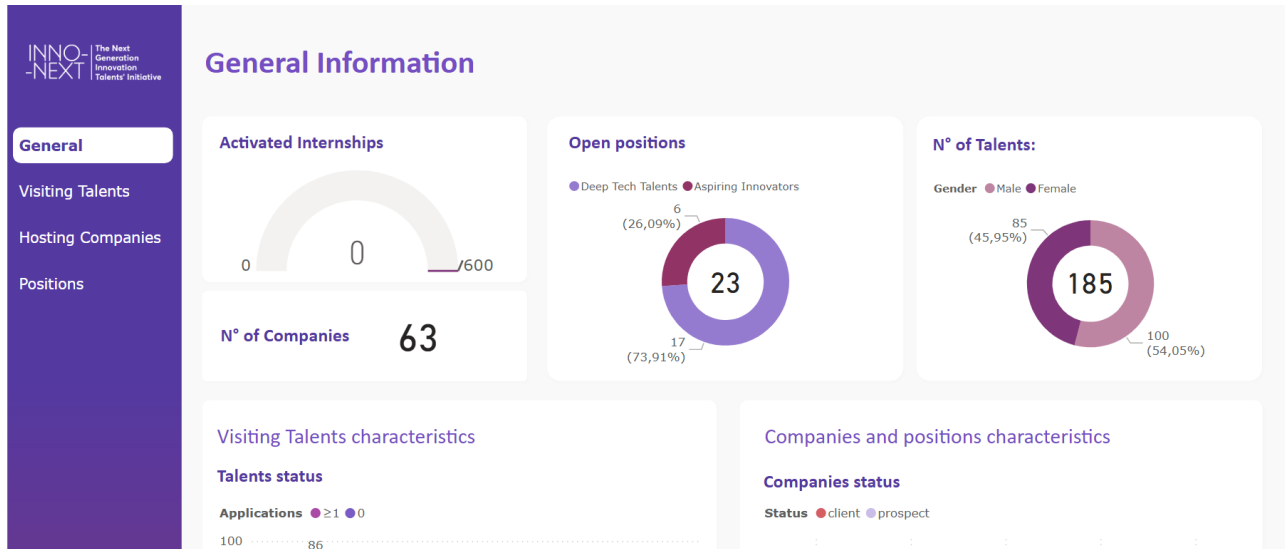 INNO-
-NEXT
The Next
Generation
Innovation
Talents' Initiative
General
Visiting Talents
Hosting Companies
Positions
General Information
Activated Internships
0
0
600
N° of Companies
63
Open positions
Deep Tech Talents Aspiring Innovators
6
(26,09%)
23
17
(73,91%)
N° of Talents:
Gender Male Female
85
(45,95%)
185
100
(54,05%)
Visiting Talents characteristics
Talents status
Applications ≥1 0
100
86
Companies and positions characteristics
Companies status
Status client prospect